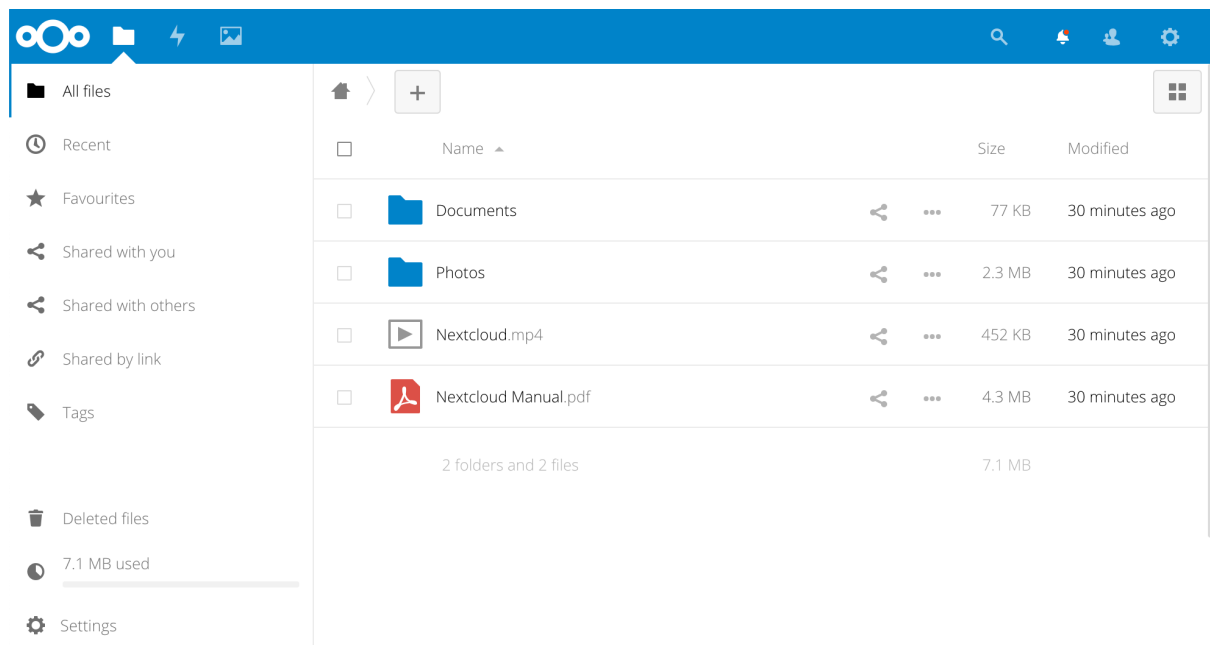 All files
Recent
Favourites
Shared with you
Shared with others
Shared by link
Tags
Deleted files
7.1 MB used
Settings
Name Size Modified
Documents 77 KB 30 minutes ago
Photos 2.3 MB 30 minutes ago
Nextcloud.mp4 452 KB 30 minutes ago
Nextcloud Manual.pdf 4.3 MB 30 minutes ago
2 folders and 2 files 7.1 MB